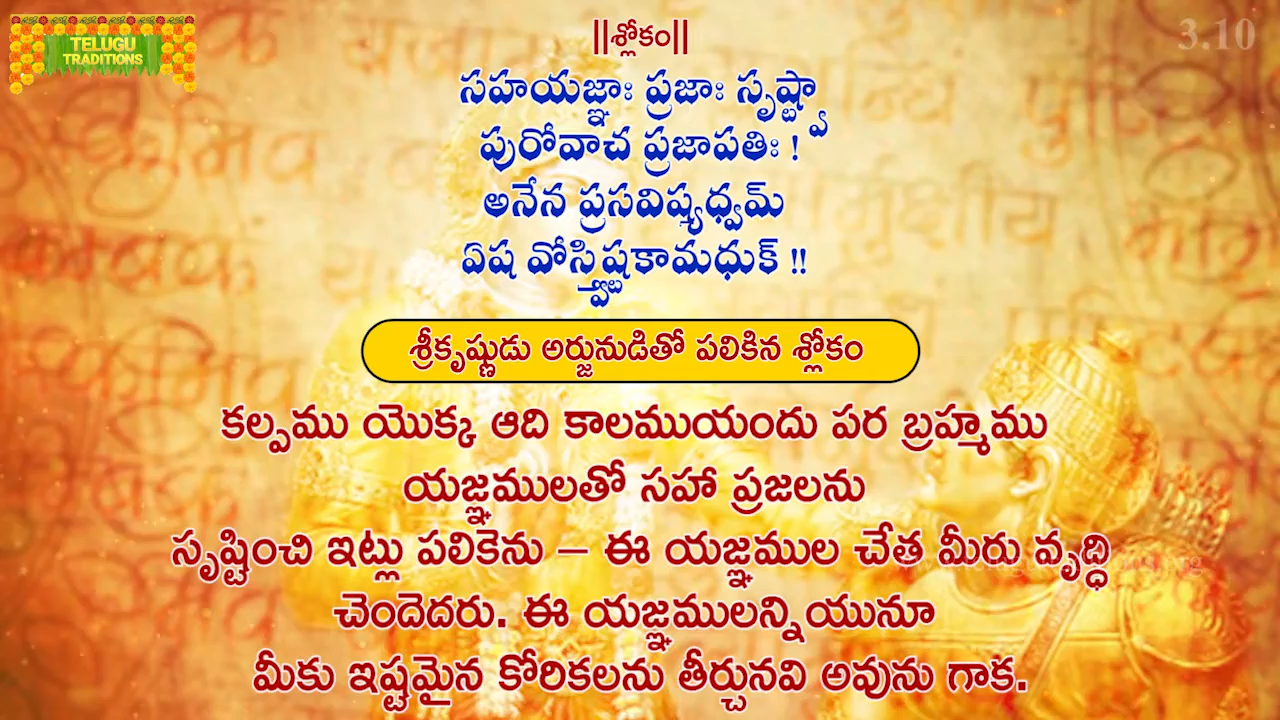 TELUGU
TRADITIONS
||శ్లోకం||
3.10
సహయజ్ఞాః ప్రజాః సృష్ట్వా
పురోవాచ ప్రజాపతిః !
అనేన ప్రసవిష్యధ్వమ్
ఏష వోస్త్విష్టకామధుక్ !!
శ్రీకృష్ణుడు అర్జునుడితో పలికిన శ్లోకం
కల్పము యొక్క ఆది కాలముయందు పర బ్రహ్మము
యజ్ఞములతో సహా ప్రజలను
సృష్టించి ఇట్లు పలికెను – ఈ యజ్ఞముల చేత మీరు వృద్ధి
చెందెదరు. ఈ యజ్ఞములన్నియునూ
మీకు ఇష్టమైన కోరికలను తీర్చునవి అవును గాక.